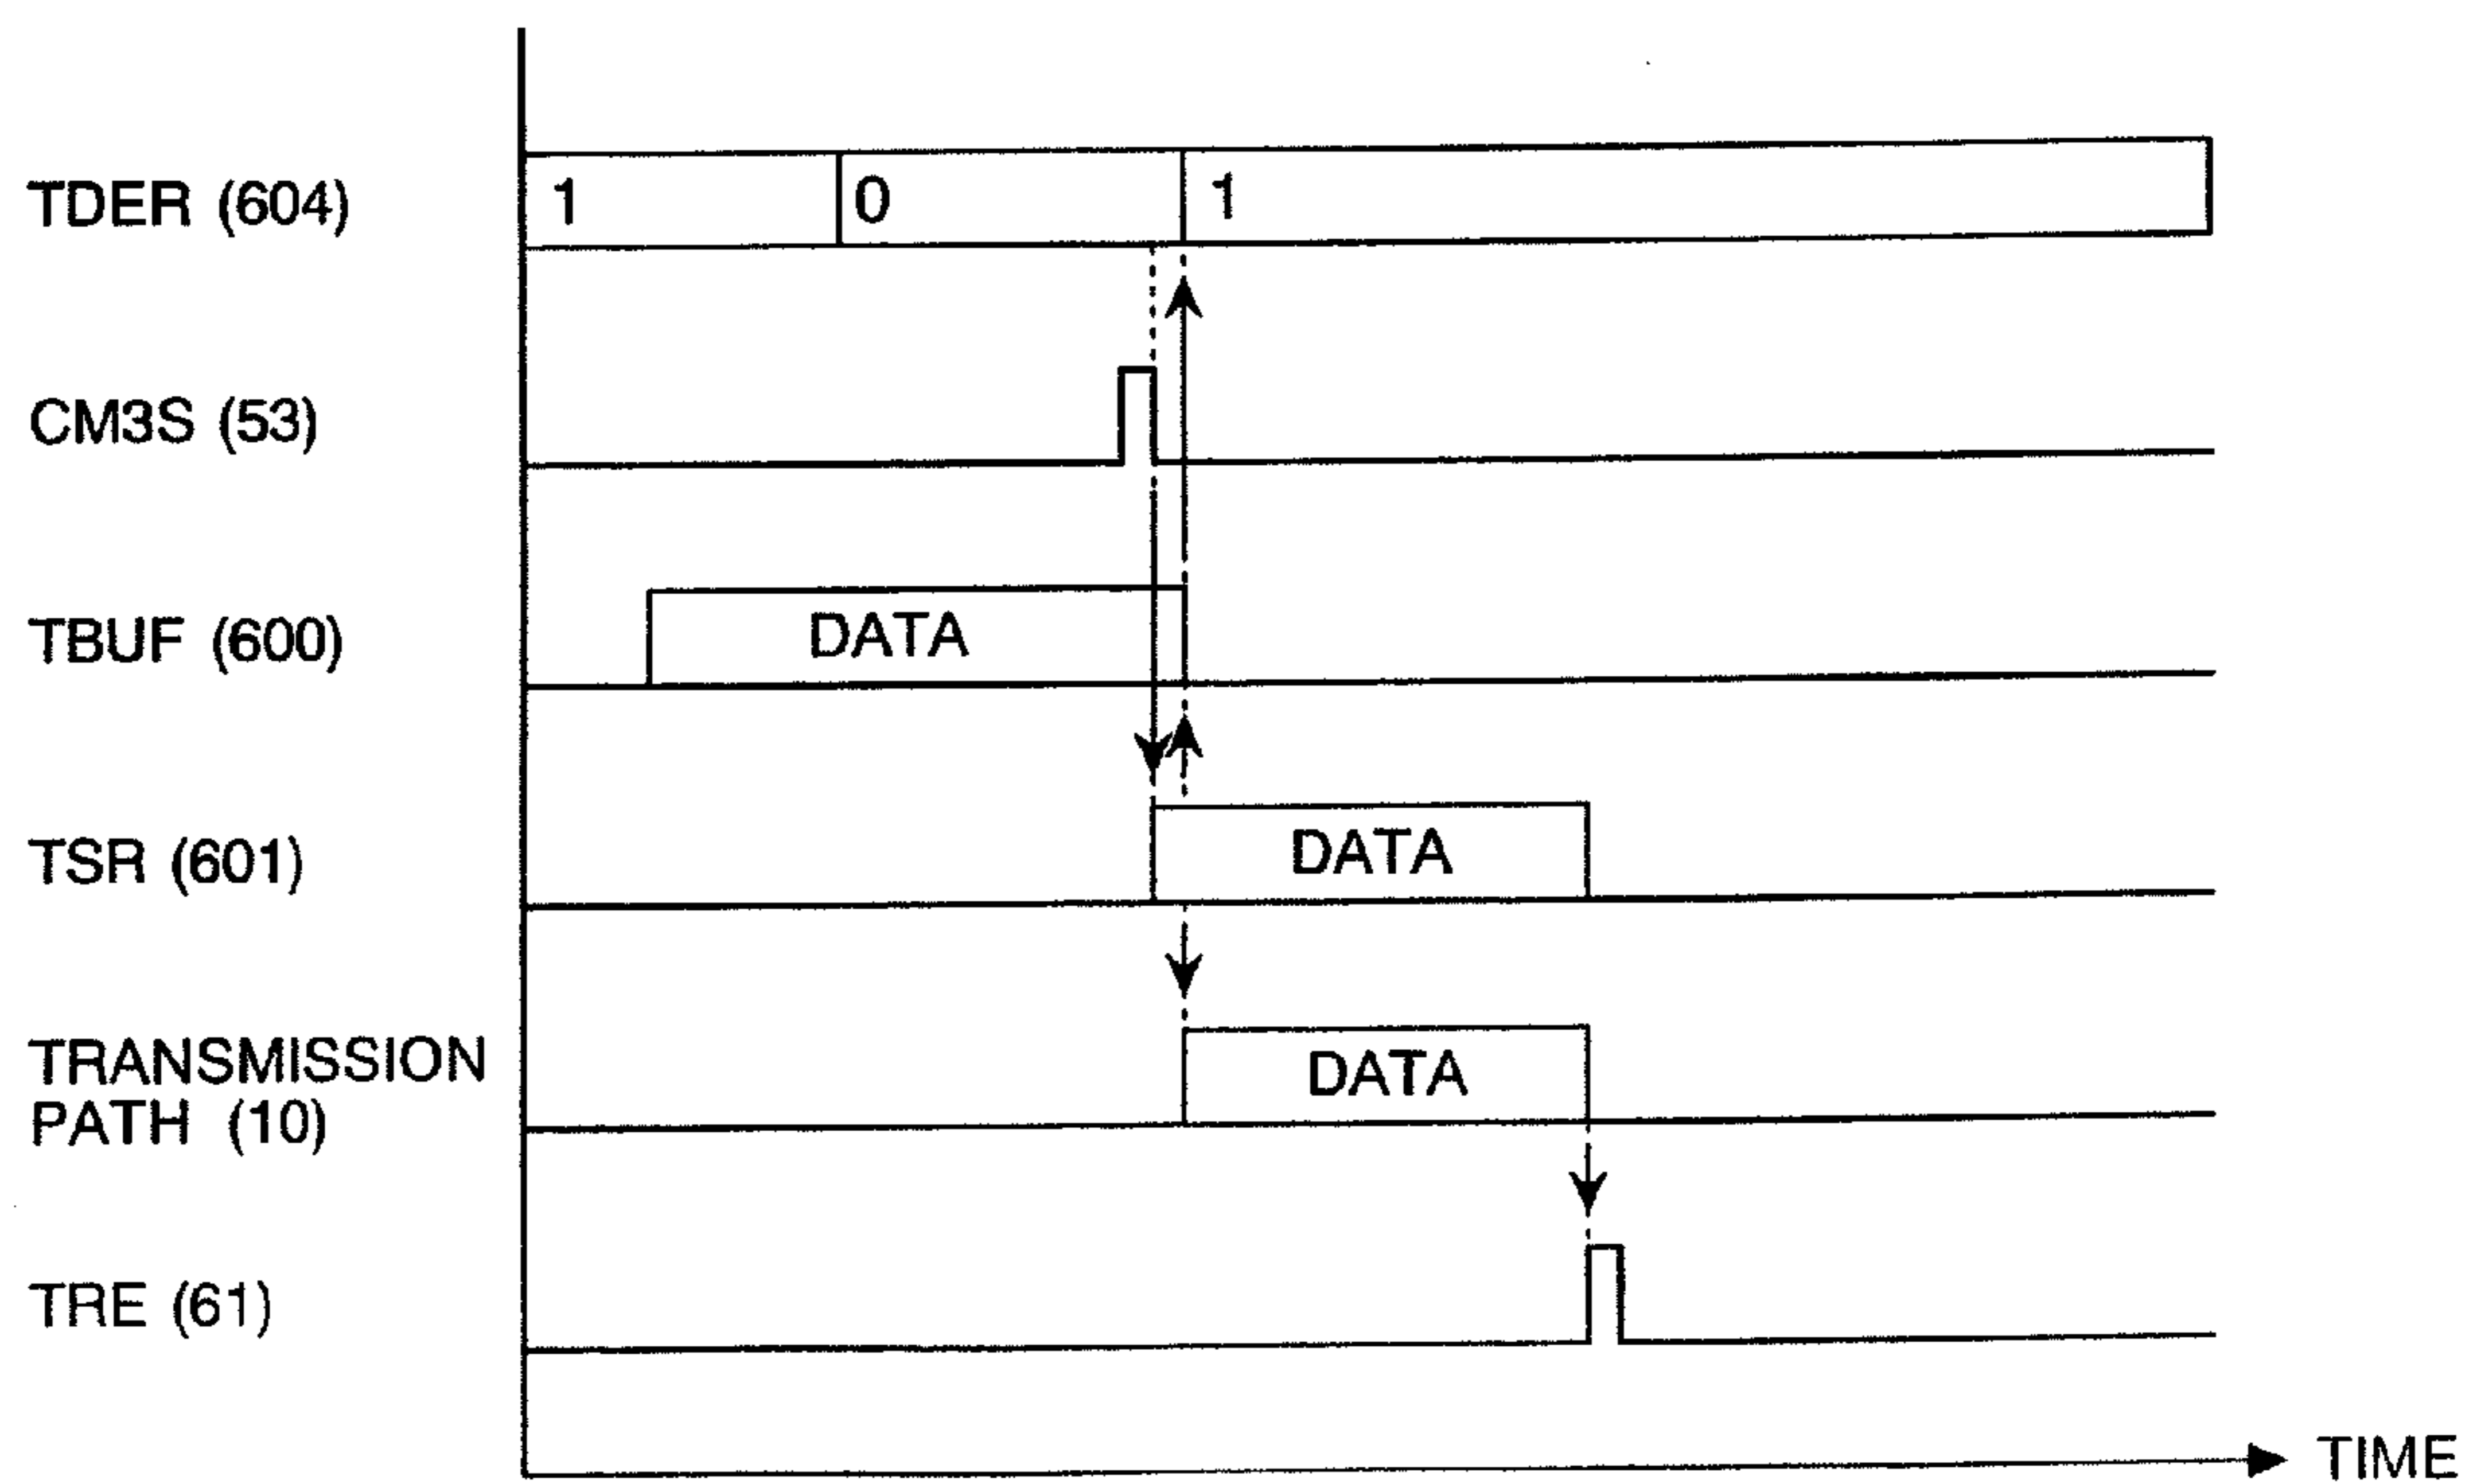 TDER (604)
1 0 1
CM3S (53)
TBUF (600)
DATA
TSR (601)
DATA
TRANSMISSION
PATH (10)
DATA
TRE (61)
TIME